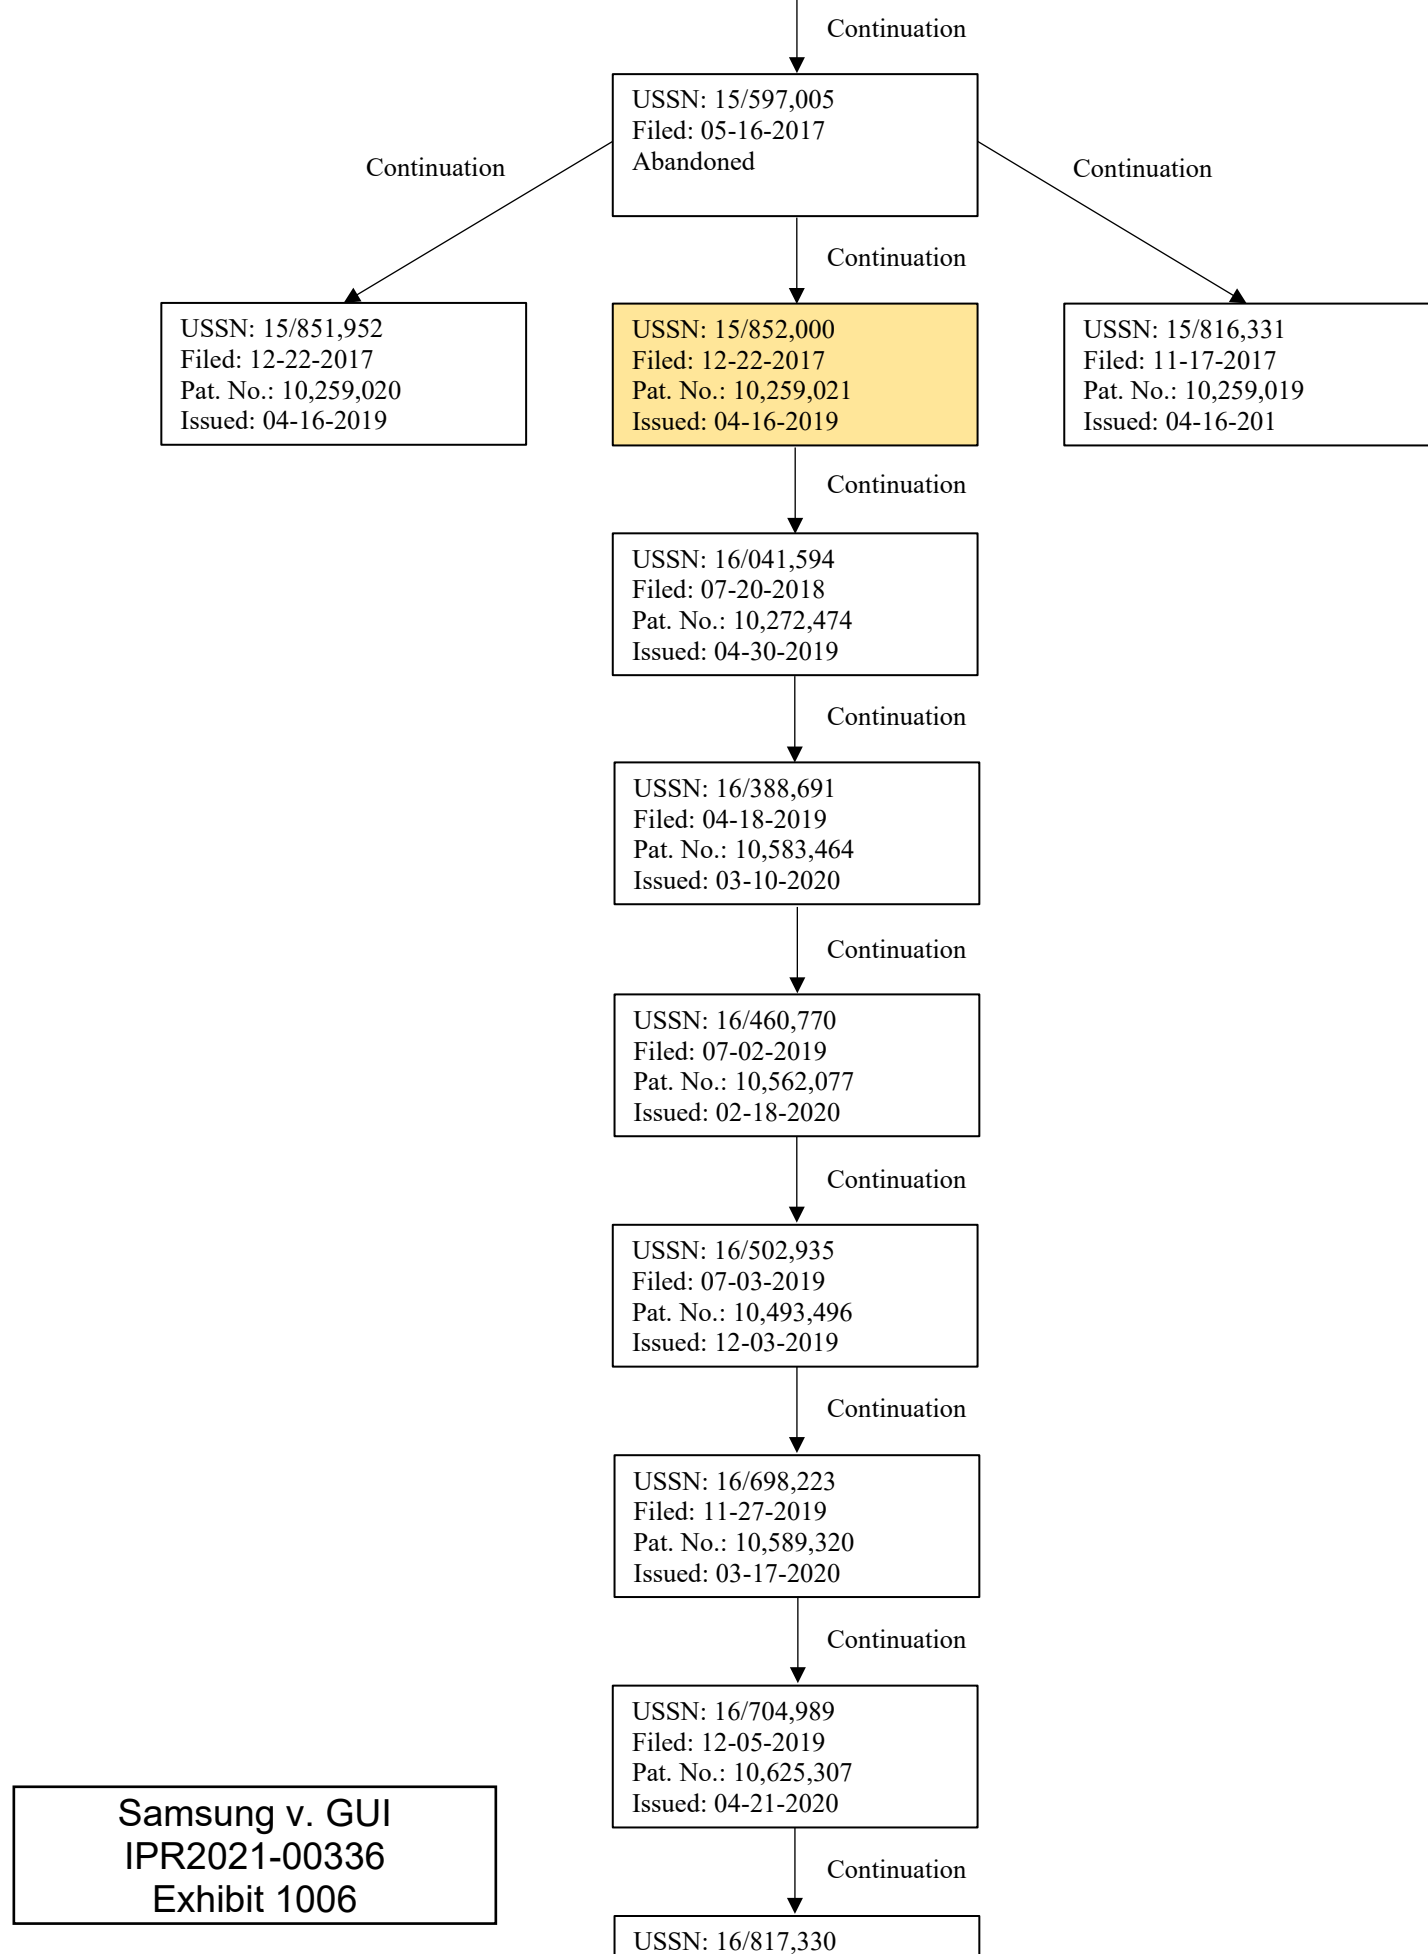 Continuation
USSN: 15/597,005
Filed: 05-16-2017
Abandoned
Continuation
Continuation
Continuation
USSN: 15/851,952
Filed: 12-22-2017
Pat. No.: 10,259,020
Issued: 04-16-2019
USSN: 15/852,000
Filed: 12-22-2017
Pat. No.: 10,259,021
Issued: 04-16-2019
USSN: 15/816,331
Filed: 11-17-2017
Pat. No.: 10,259,019
Issued: 04-16-201
Continuation
USSN: 16/041,594
Filed: 07-20-2018
Pat. No.: 10,272,474
Issued: 04-30-2019
Continuation
USSN: 16/388,691
Filed: 04-18-2019
Pat. No.: 10,583,464
Issued: 03-10-2020
Continuation
USSN: 16/460,770
Filed: 07-02-2019
Pat. No.: 10,562,077
Issued: 02-18-2020
Continuation
USSN: 16/502,935
Filed: 07-03-2019
Pat. No.: 10,493,496
Issued: 12-03-2019
Continuation
USSN: 16/698,223
Filed: 11-27-2019
Pat. No.: 10,589,320
Issued: 03-17-2020
Continuation
USSN: 16/704,989
Filed: 12-05-2019
Pat. No.: 10,625,307
Issued: 04-21-2020
Continuation
USSN: 16/817,330
Samsung v. GUI
IPR2021-00336
Exhibit 1006